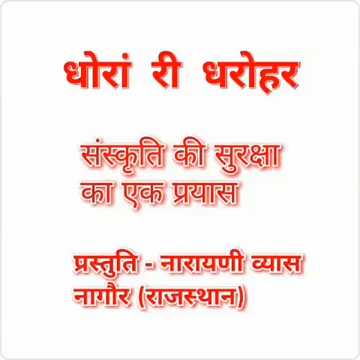 धोरां री धरोहर
संस्कृति की सुरक्षा
का एक प्रयास
प्रस्तुति - नारायणी व्यास
नागौर (राजस्थान)